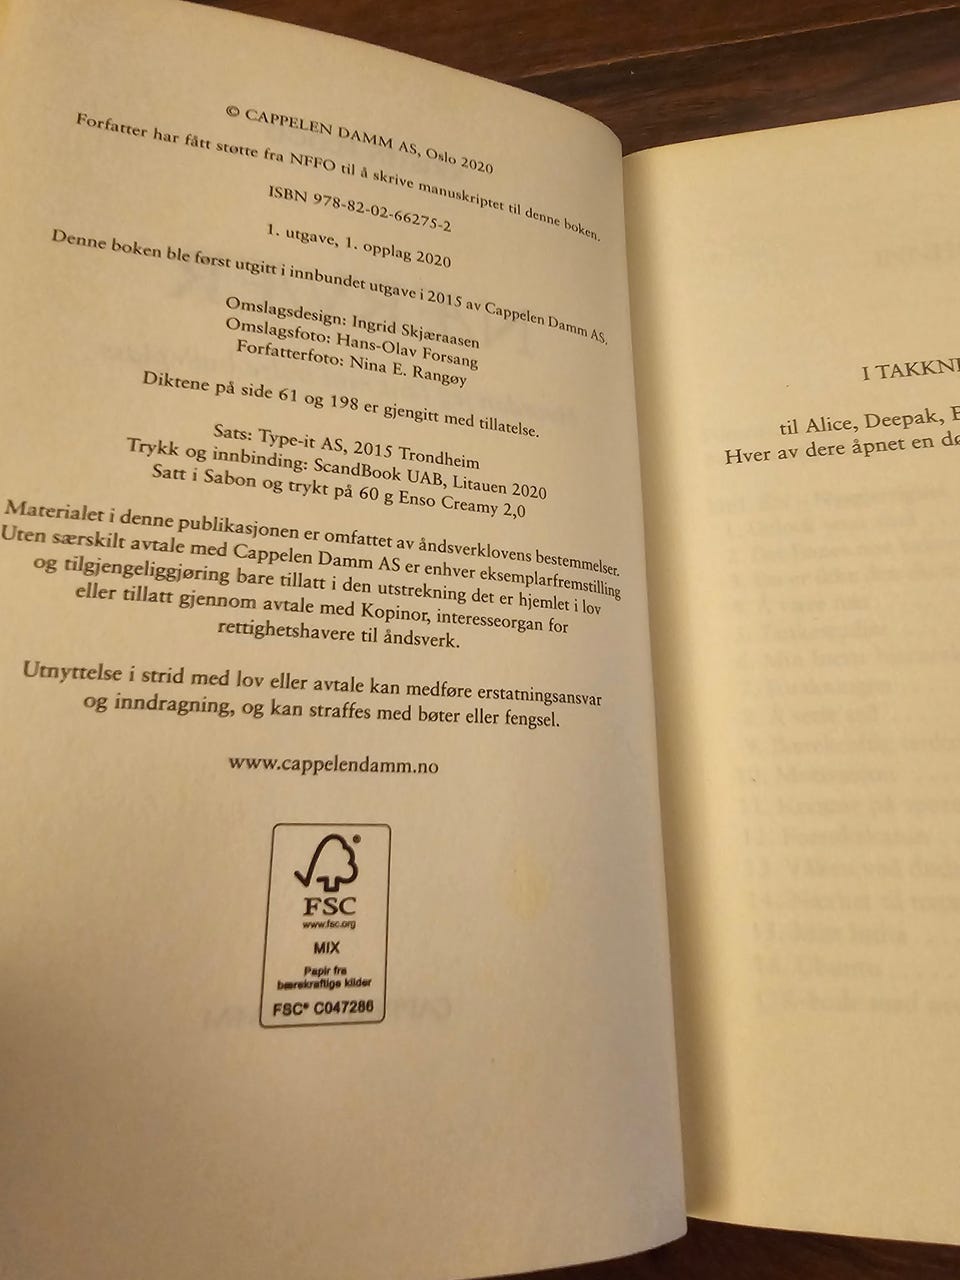 © CAPPELEN DAMM AS, Oslo 2020
Forfatter har fått støtte fra NFFO til å skrive manuskriptet til denne boken.
ISBN 978-82-02-66275-2
1. utgave, 1. opplag 2020
Denne boken ble først utgitt i innbundet utgave i 2015 av Cappelen Damm AS.
Omslagsdesign: Ingrid Skjæraasen
Omslagsfoto: Hans-Olav Forsang
Forfatterfoto: Nina E. Rangøy
Diktene på side 61 og 198 er gjengitt med tillatelse.
Sats: Type-it AS, 2015 Trondheim
Trykk og innbinding: ScandBook UAB, Litauen 2020
Satt i Sabon og trykt på 60 g Enso Creamy 2,0
Materialet i denne publikasjonen er omfattet av åndsverklovens bestemmelser.
Uten særskilt avtale med Cappelen Damm AS er enhver eksemplarfremstilling
og tilgjengeliggjøring bare tillatt i den utstrekning det er hjemlet i lov
eller tillatt gjennom avtale med Kopinor, interesseorgan for
rettighetshavere til åndsverk.
Utnyttelse i strid med lov eller avtale kan medføre erstatningsansvar
og inndragning, og kan straffes med bøter eller fengsel.
www.cappelendamm.no
®
FSC
www.fsc.org
MIX
Papir fra
bærekraftige kilder
FSC® C047286
I TAKKN
til Alice, Deepak,
Hver av dere åpnet en